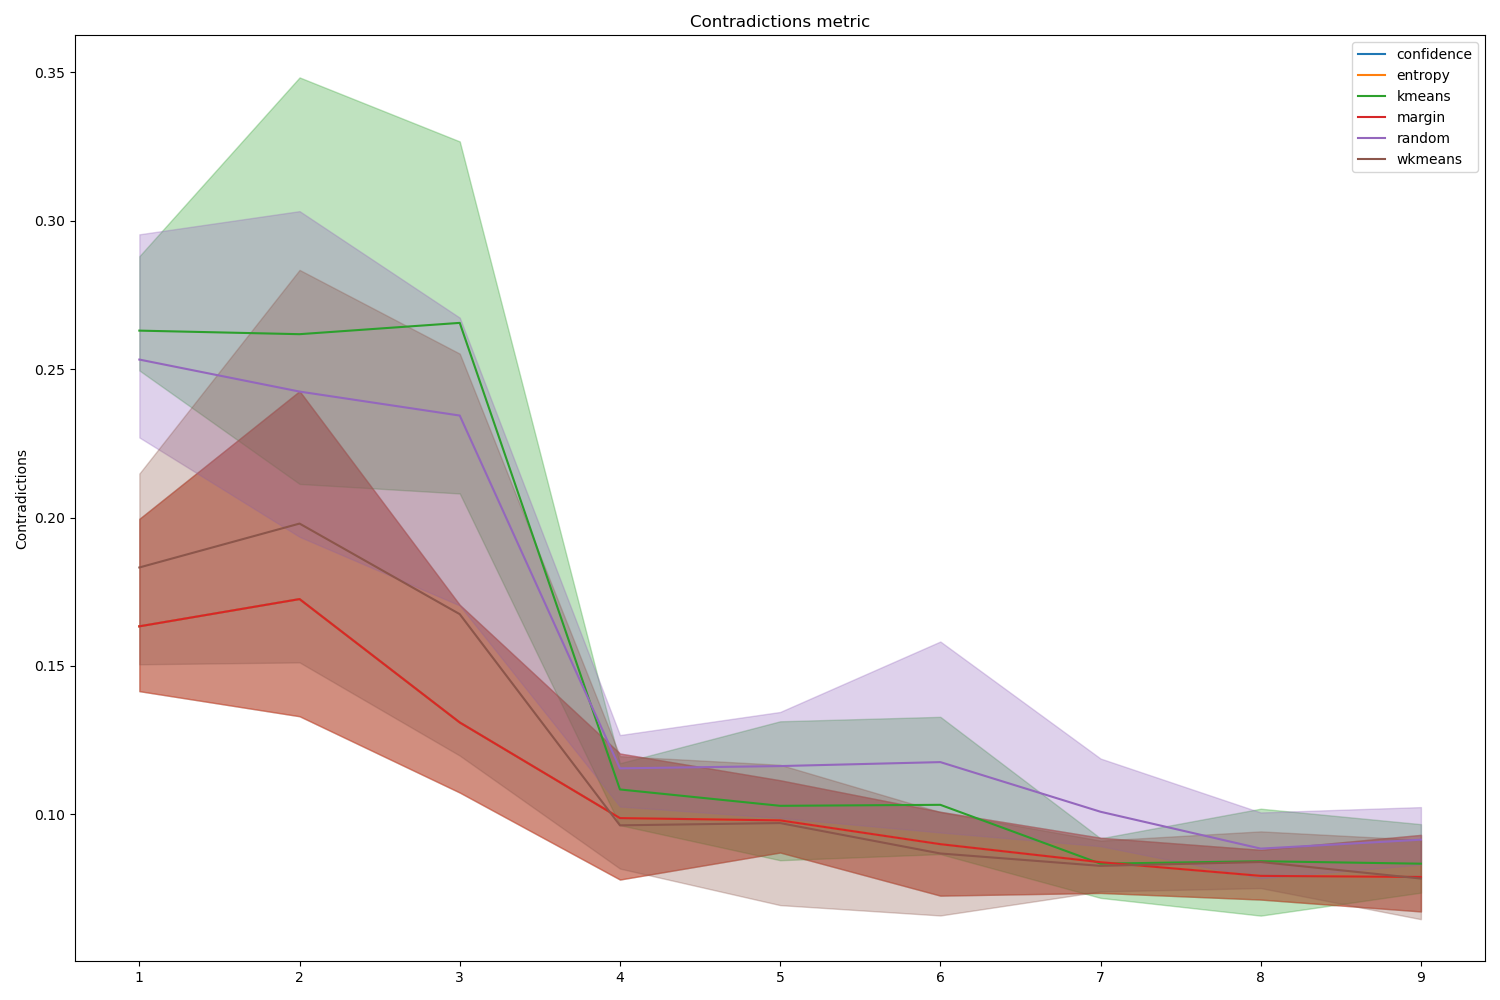 Contradictions metric
confidence
entropy
kmeans
margin
random
wkmeans
0.35
0.30
0.25
0.20
0.15
0.10
Contradictions
1 2 3 4 5 6 7 8 9